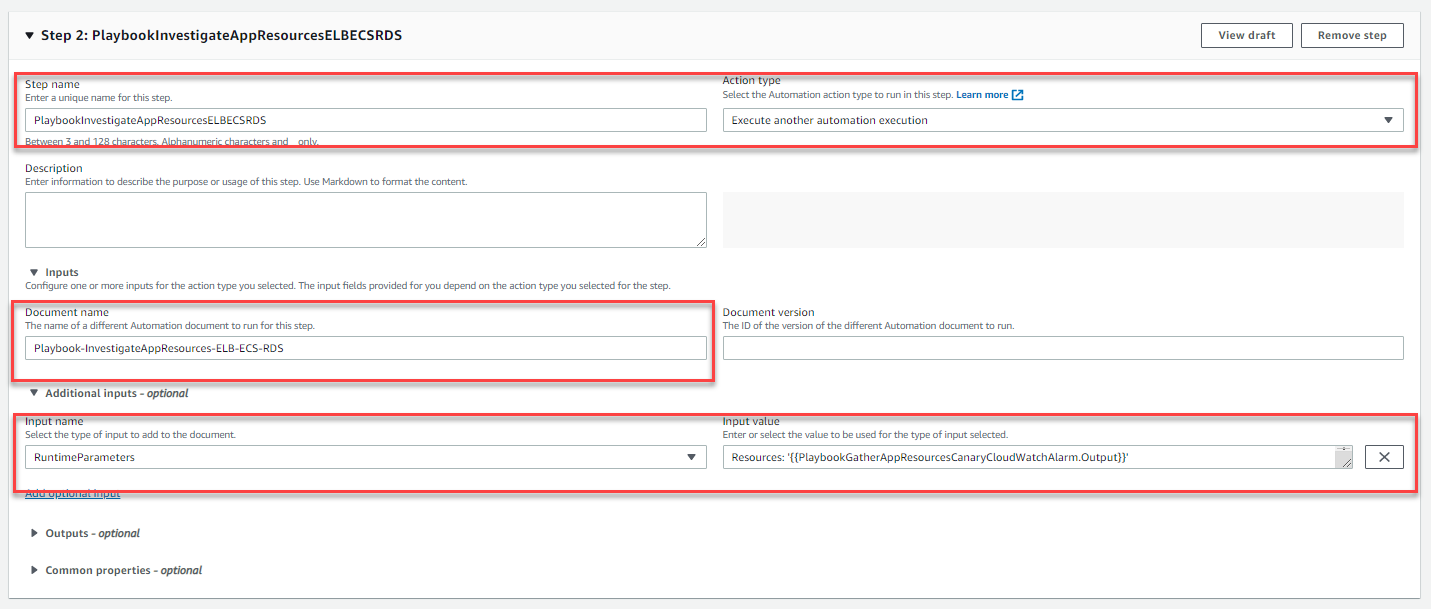 Step 2: PlaybookInvestigateAppResourcesELBECSRDS
View draft
Remove step
Step name
Enter a unique name for this step.
PlaybookInvestigateAppResourcesELBECSRDS
Between 3 and 128 characters. Alphanumeric characters and _ only.
Action type
Select the Automation action type to run in this step. Learn more
Execute another automation execution
Description
Enter information to describe the purpose or usage of this step. Use Markdown to format the content.
Inputs
Configure one or more inputs for the action type you selected. The input fields provided for you depend on the action type you selected for the step.
Document name
The name of a different Automation document to run for this step.
Playbook-InvestigateAppResources-ELB-ECS-RDS
Document version
The ID of the version of the different Automation document to run.
Additional inputs - optional
Input name
Select the type of input to add to the document.
RuntimeParameters
Input value
Enter or select the value to be used for the type of input selected.
Resources: '{{PlaybookGatherAppResourcesCanaryCloudWatchAlarm.Output}}'
Add optional input
Outputs - optional
Common properties - optional